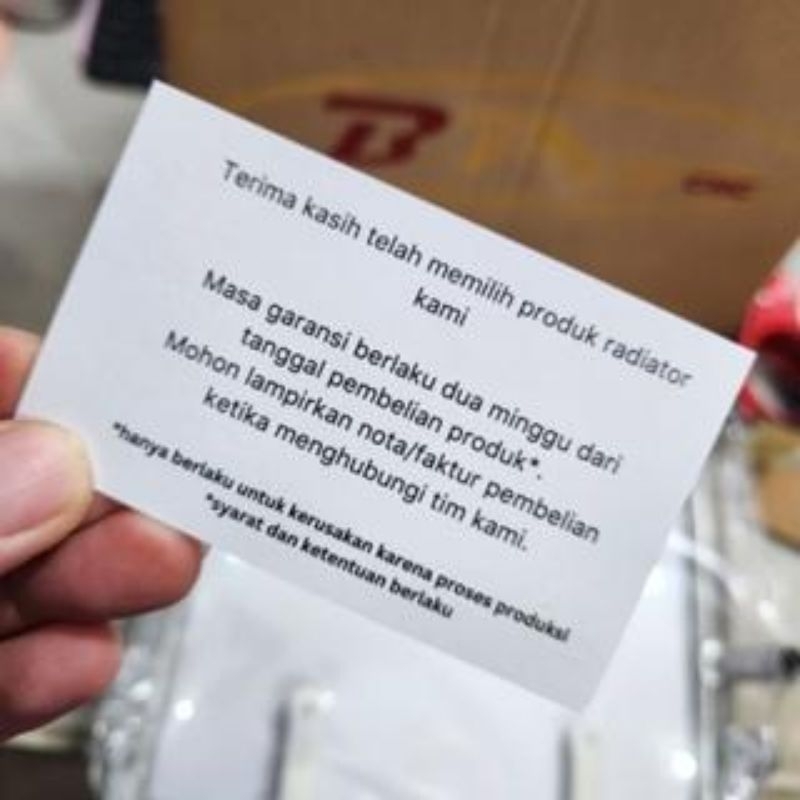 Terima kasih telah memilih produk radiator
kami
Masa garansi berlaku dua minggu dari
tanggal pembelian produk*.
Mohon lampirkan nota/faktur pembelian
ketika menghubungi tim kami.
*hanya berlaku untuk kerusakan karena proses produksi
*syarat dan ketentuan berlaku